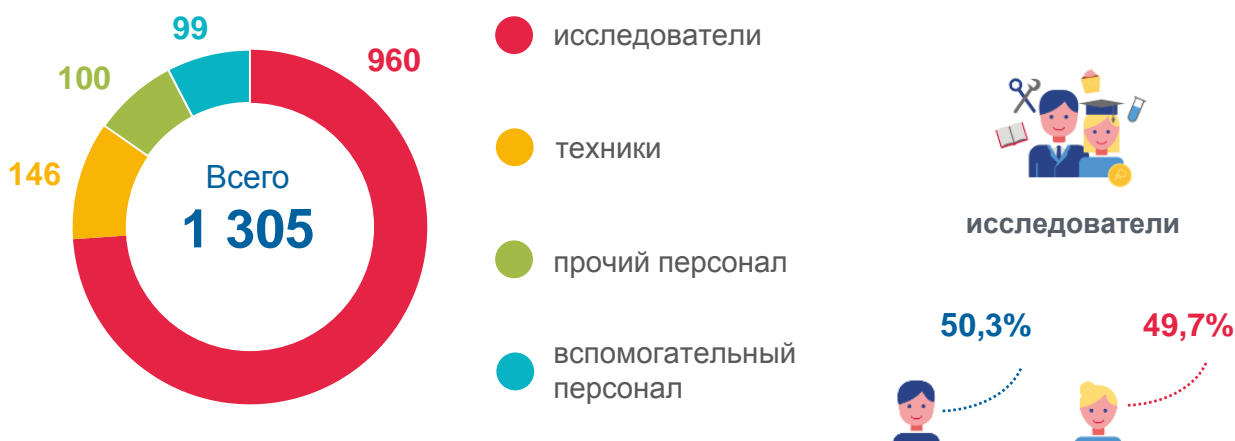 99
960
100
146
Всего
1 305
исследователи
техники
прочий персонал
вспомогательный
персонал
исследователи
50,3%
49,7%